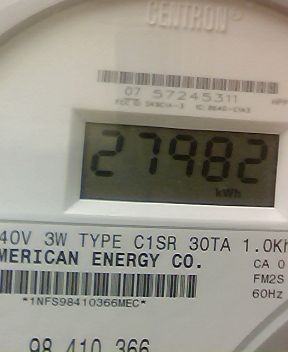 CENTRON®
07 57245311
27982
kWh
40V 3W TYPE C1SR 30TA 1.0Kh
MERICAN ENERGY CO.
CA 0
FM2S
60Hz
*1NFS98410366MEC*
98 410 366